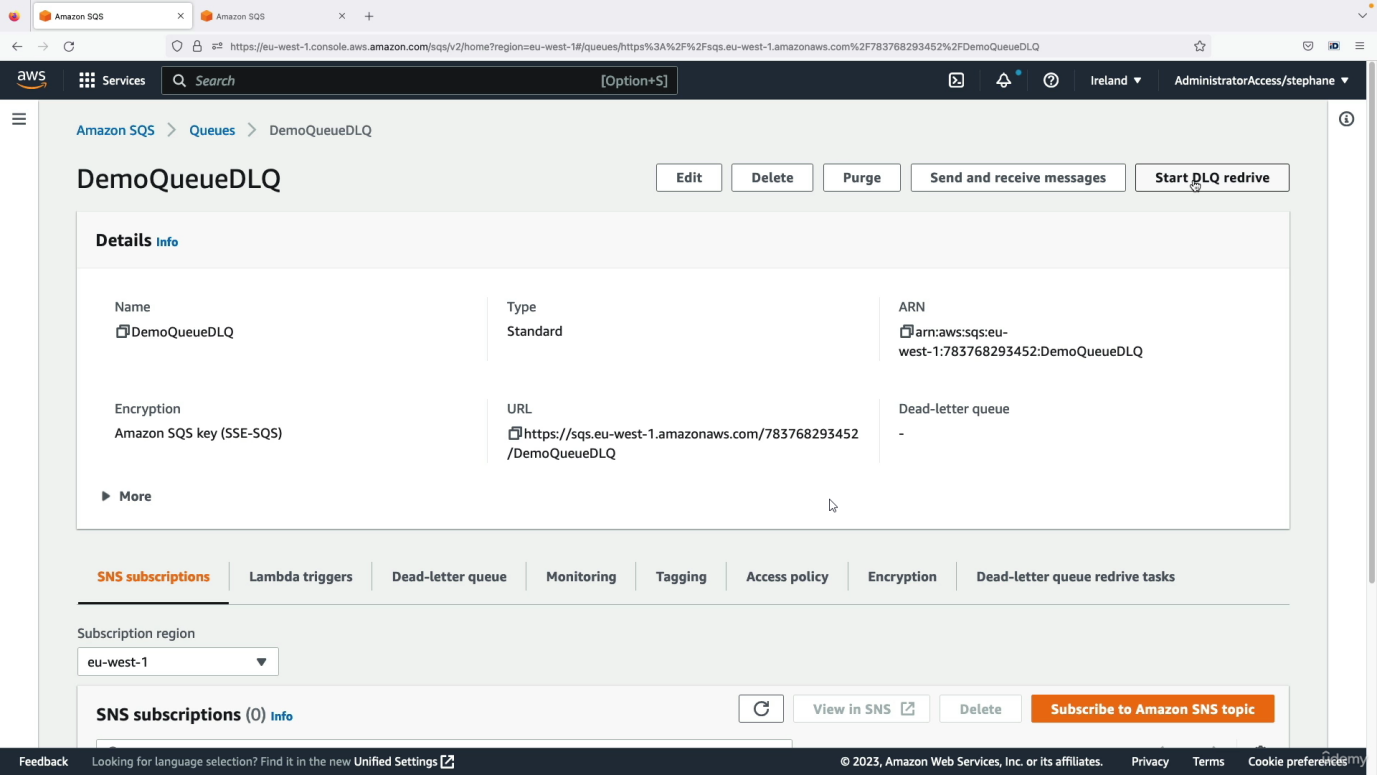 Amazon SQS
Amazon SQS
https://eu-west-1.console.aws.amazon.com/sqs/v2/home?region=eu-west-1#/queues/https%3A%2F%2Fsqs.eu-west-1.amazonaws.com%2F783768293452%2FDemoQueueDLQ
aws Services Search [Option+S] Ireland AdministratorAccess/stephane
Amazon SQS Queues DemoQueueDLQ
DemoQueueDLQ
Edit Delete Purge Send and receive messages Start DLQ redrive
Details Info
Name
DemoQueueDLQ
Type
Standard
ARN
arn:aws:sqs:eu-
west-1:783768293452:DemoQueueDLQ
Encryption
Amazon SQS key (SSE-SQS)
URL
https://sqs.eu-west-1.amazonaws.com/783768293452
/DemoQueueDLQ
Dead-letter queue
-
More
SNS subscriptions Lambda triggers Dead-letter queue Monitoring Tagging Access policy Encryption Dead-letter queue redrive tasks
Subscription region
eu-west-1
SNS subscriptions (0) Info View in SNS Delete Subscribe to Amazon SNS topic
Feedback Looking for language selection? Find it in the new Unified Settings © 2023, Amazon Web Services, Inc. or its affiliates. Privacy Terms Cookie preferences
Udemy